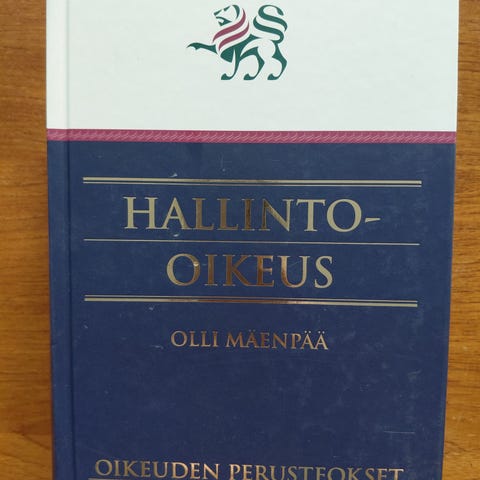 HALLINTO-
OIKEUS
OLLI MÄENPÄÄ
OIKEUDEN PERUSTEOKSET